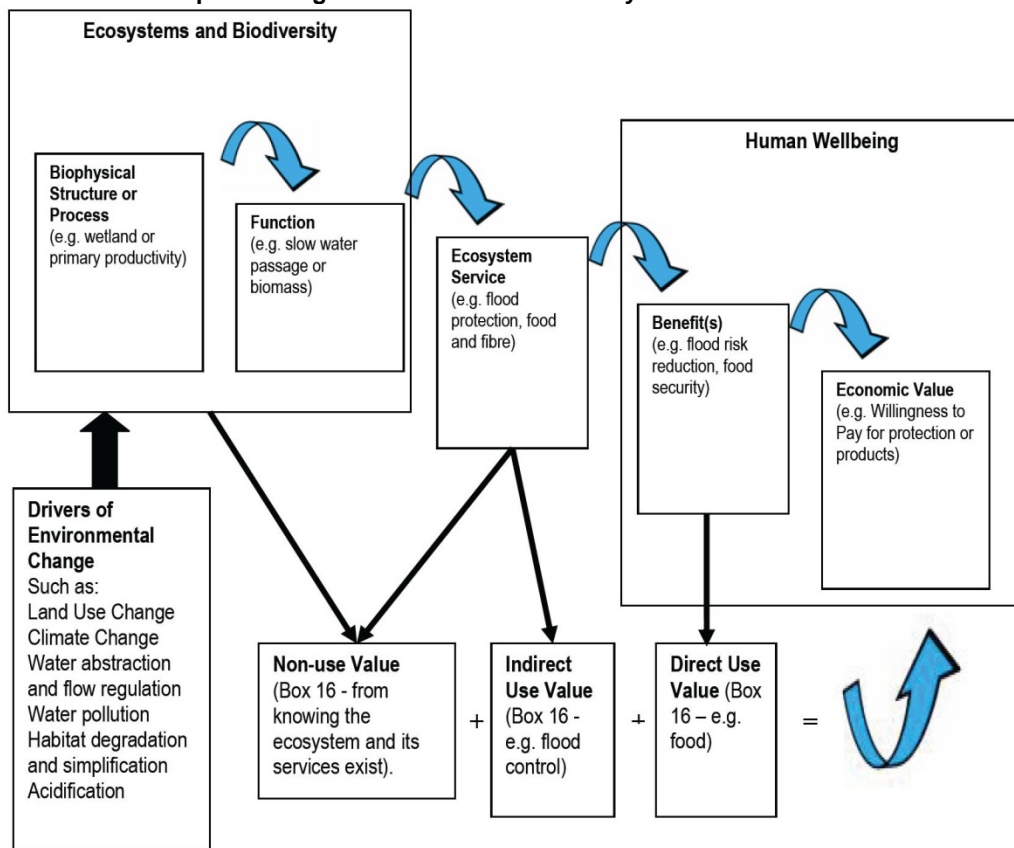 Ecosystems and Biodiversity
Biophysical
Structure or
Process
(e.g. wetland or
primary productivity)
Function
(e.g. slow water
passage or
biomass)
Ecosystem
Service
(e.g. flood
protection, food
and fibre)
Human Wellbeing
Benefit(s)
(e.g. flood risk
reduction, food
security)
Economic Value
(e.g. Willingness to
Pay for protection or
products)
Drivers of
Environmental
Change
Such as:
Land Use Change
Climate Change
Water abstraction
and flow regulation
Water pollution
Habitat degradation
and simplification
Acidification
Non-use Value
(Box 16 - from
knowing the
ecosystem and its
services exist).
+
Indirect
Use Value
(Box 16 -
e.g. flood
control)
+
Direct Use
Value (Box
16 – e.g.
food)
=